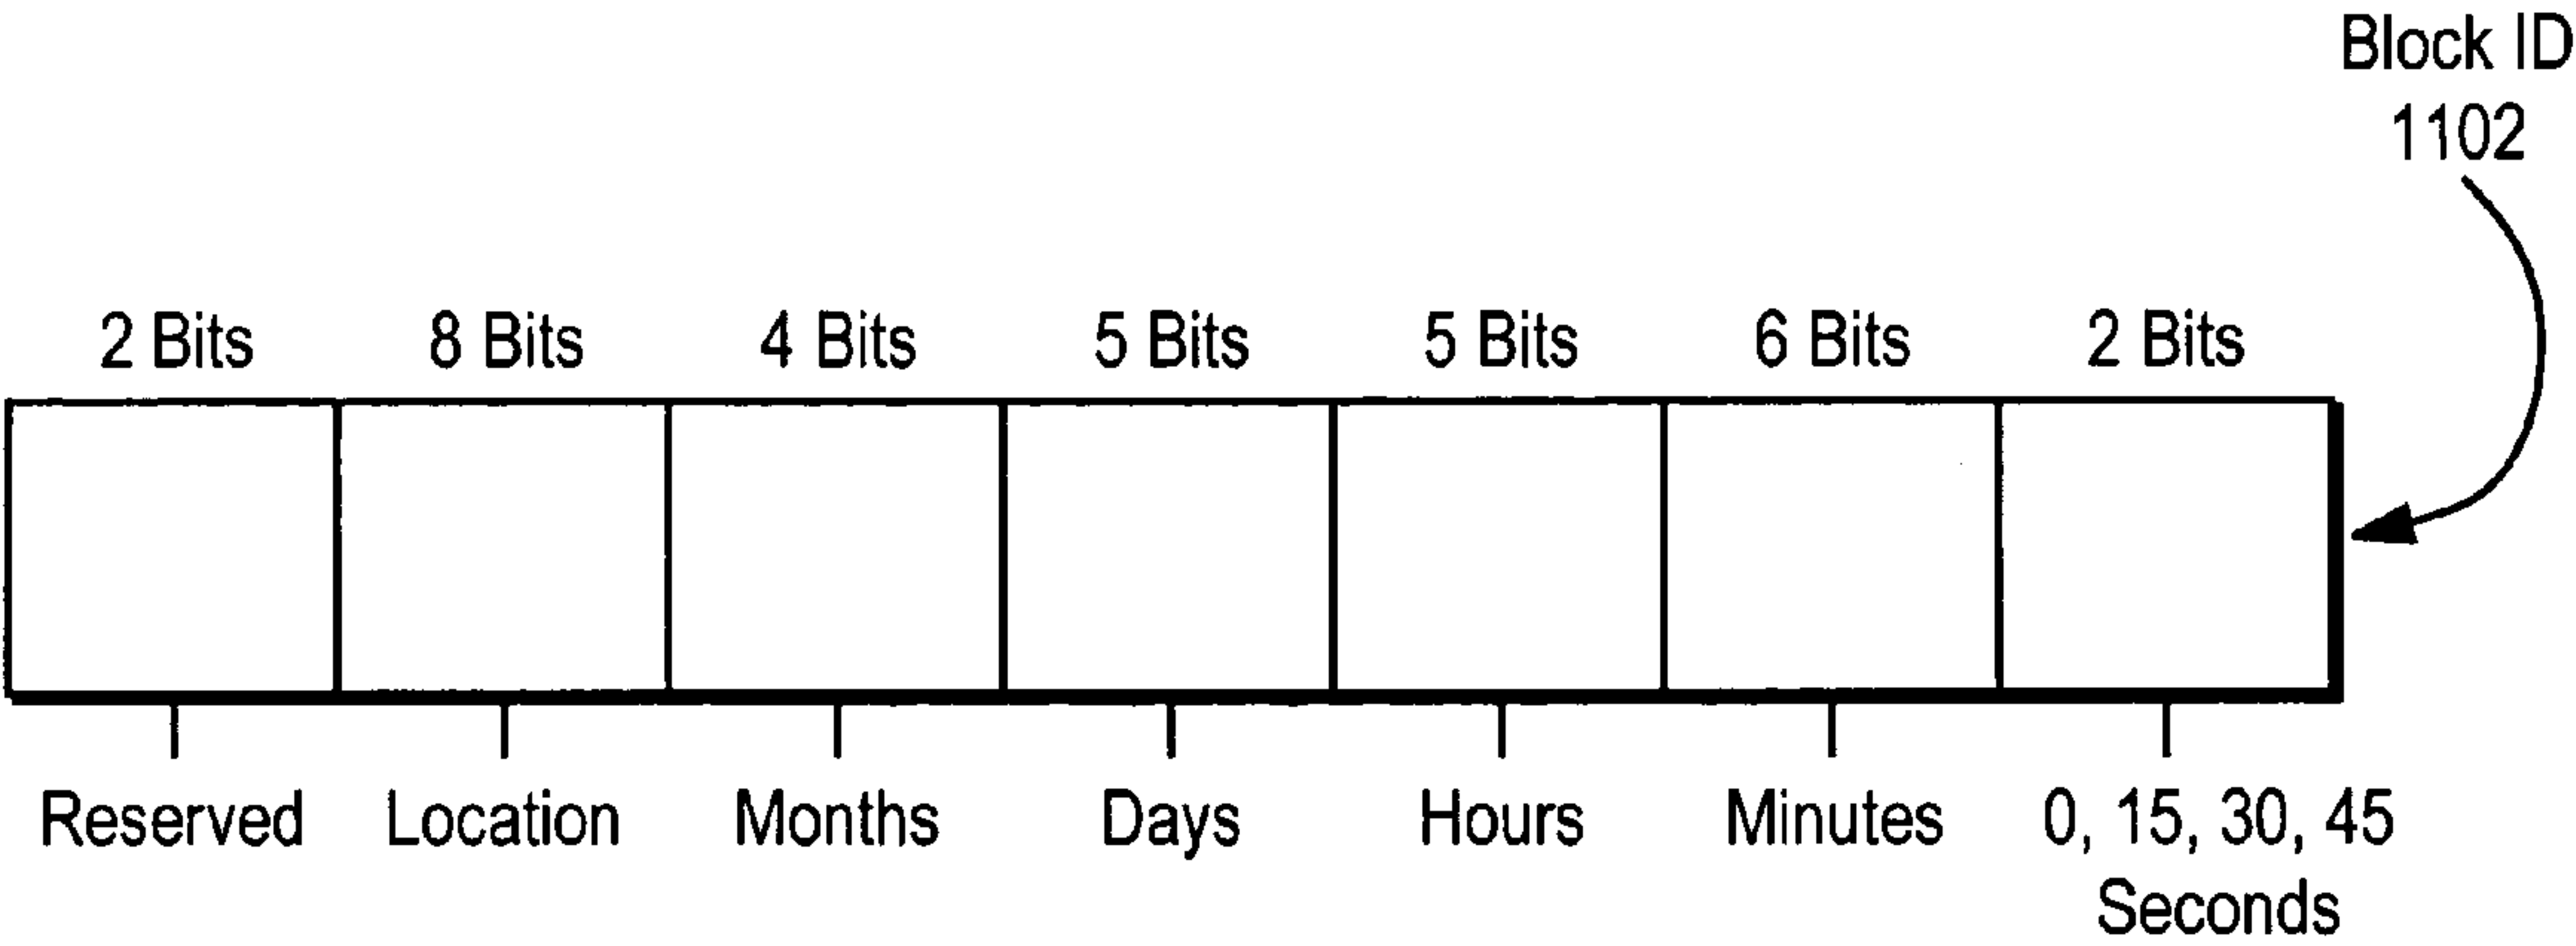 Block ID
1102
2 Bits 8 Bits 4 Bits 5 Bits 5 Bits 6 Bits 2 Bits
Reserved Location Months Days Hours Minutes 0, 15, 30, 45
Seconds